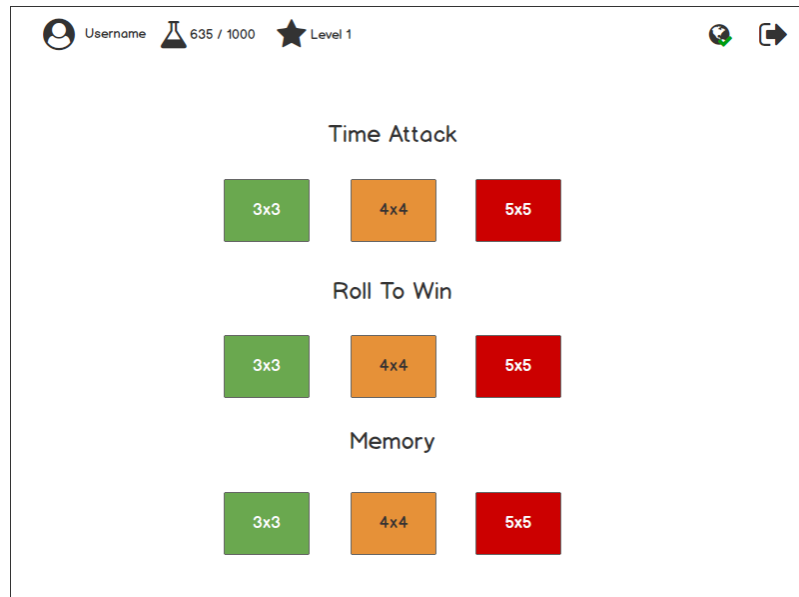 Username 635 / 1000 Level 1
Time Attack
3x3 4x4 5x5
Roll To Win
3x3 4x4 5x5
Memory
3x3 4x4 5x5